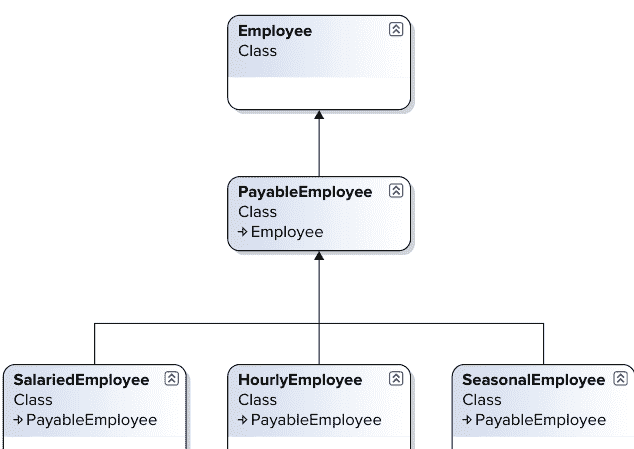 Employee
Class
PayableEmployee
Class
Employee
SalariedEmployee
Class
PayableEmployee
HourlyEmployee
Class
PayableEmployee
SeasonalEmployee
Class
PayableEmployee